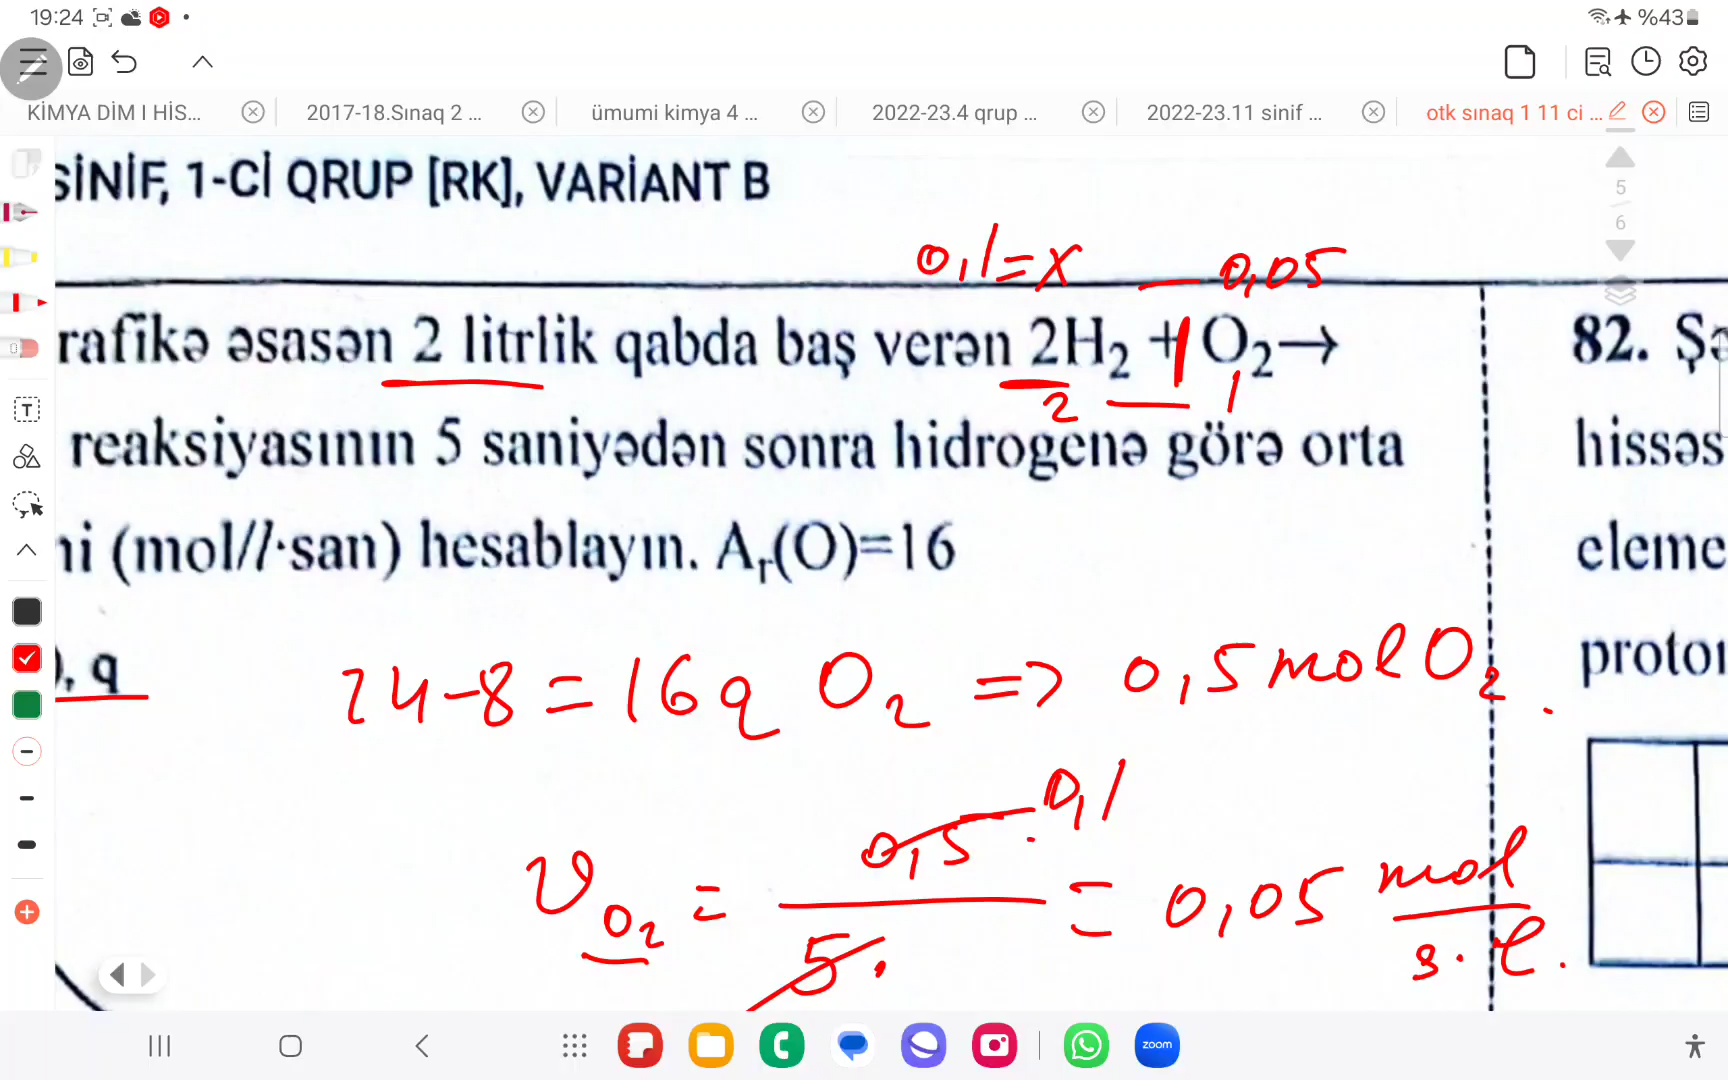 19:24
%43
KİMYA DİM I HİS...
2017-18.Sınaq 2 ...
ümumi kimya 4 ...
2022-23.4 qrup ...
2022-23.11 sinif ...
otk sınaq 1 11 ci ...
5
6
SİNİF, 1-Cİ QRUP [RK], VARİANT B
0,1=x — 0,05
rafikə əsasən 2 litrlik qabda baş verən 2H₂ + O₂→
2 — 1
reaksiyasının 5 saniyədən sonra hidrogenə görə orta
ni (mol/l·san) hesablayın. Aᵣ(O)=16
), q
24-8=16q O₂ => 0,5 mol O₂.
0,1
𝜗O₂ = 0,5 / 5. = 0,05 mol / s·l.
82. Şə
hissəs
eleme
proto
T
zoom